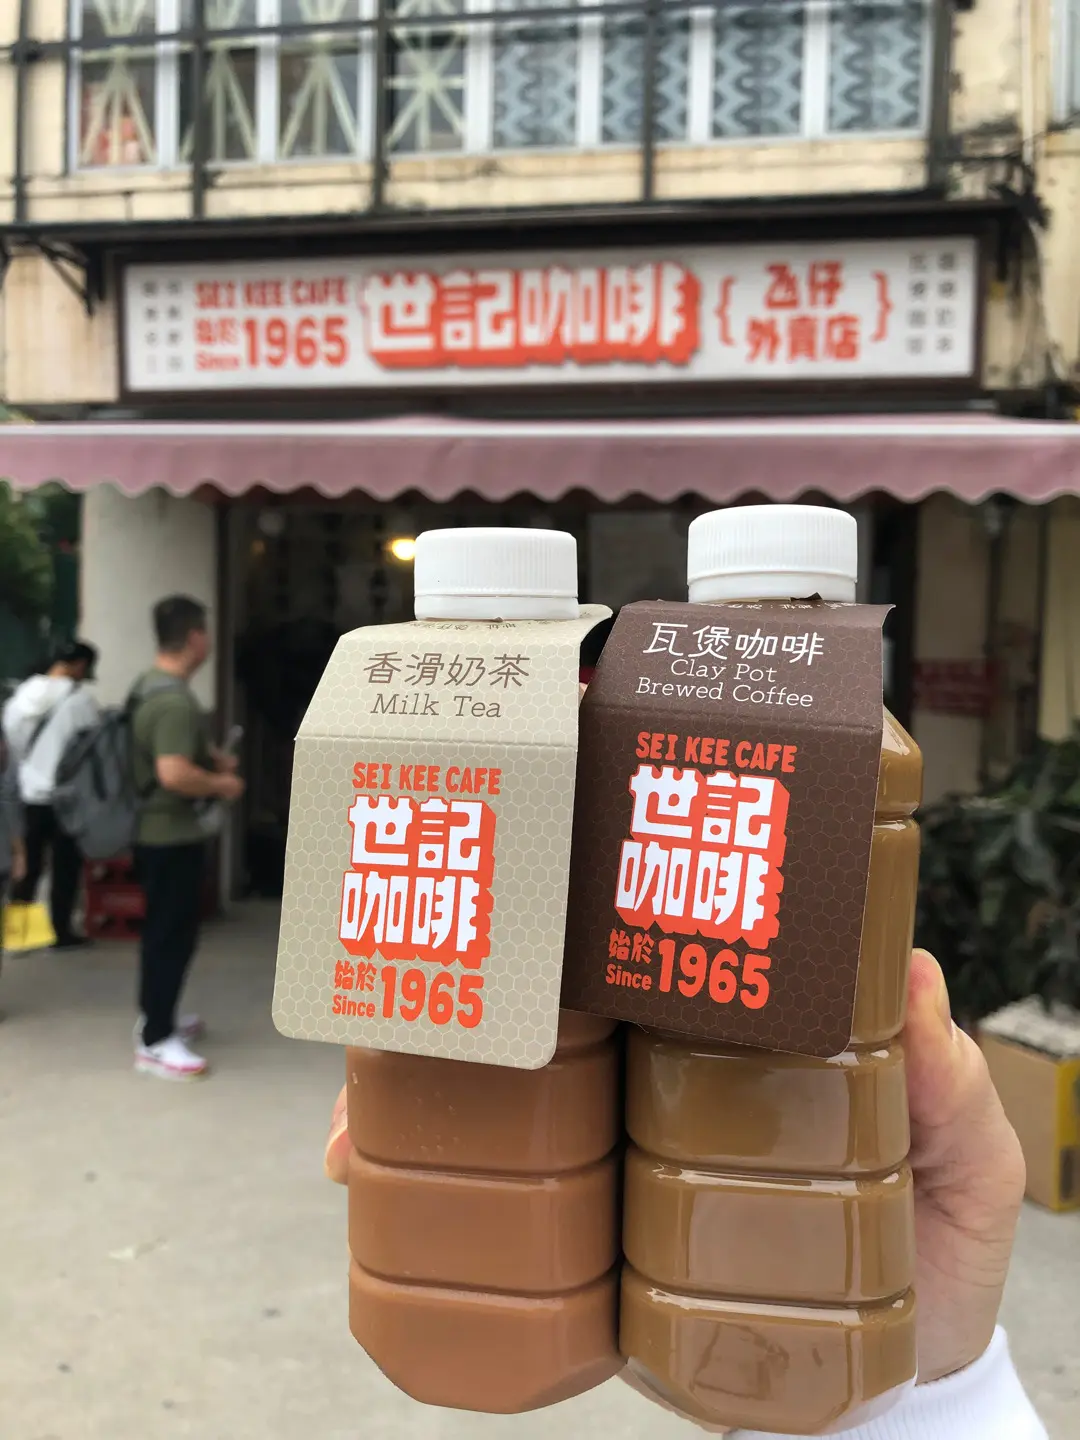 SEI KEE CAFE
始於
Since 1965
世記咖啡
{氹仔
外賣店}
香滑奶茶
Milk Tea
SEI KEE CAFE
世記
咖啡
始於
Since 1965
瓦煲咖啡
Clay Pot
Brewed Coffee
SEI KEE CAFE
世記
咖啡
始於
Since 1965